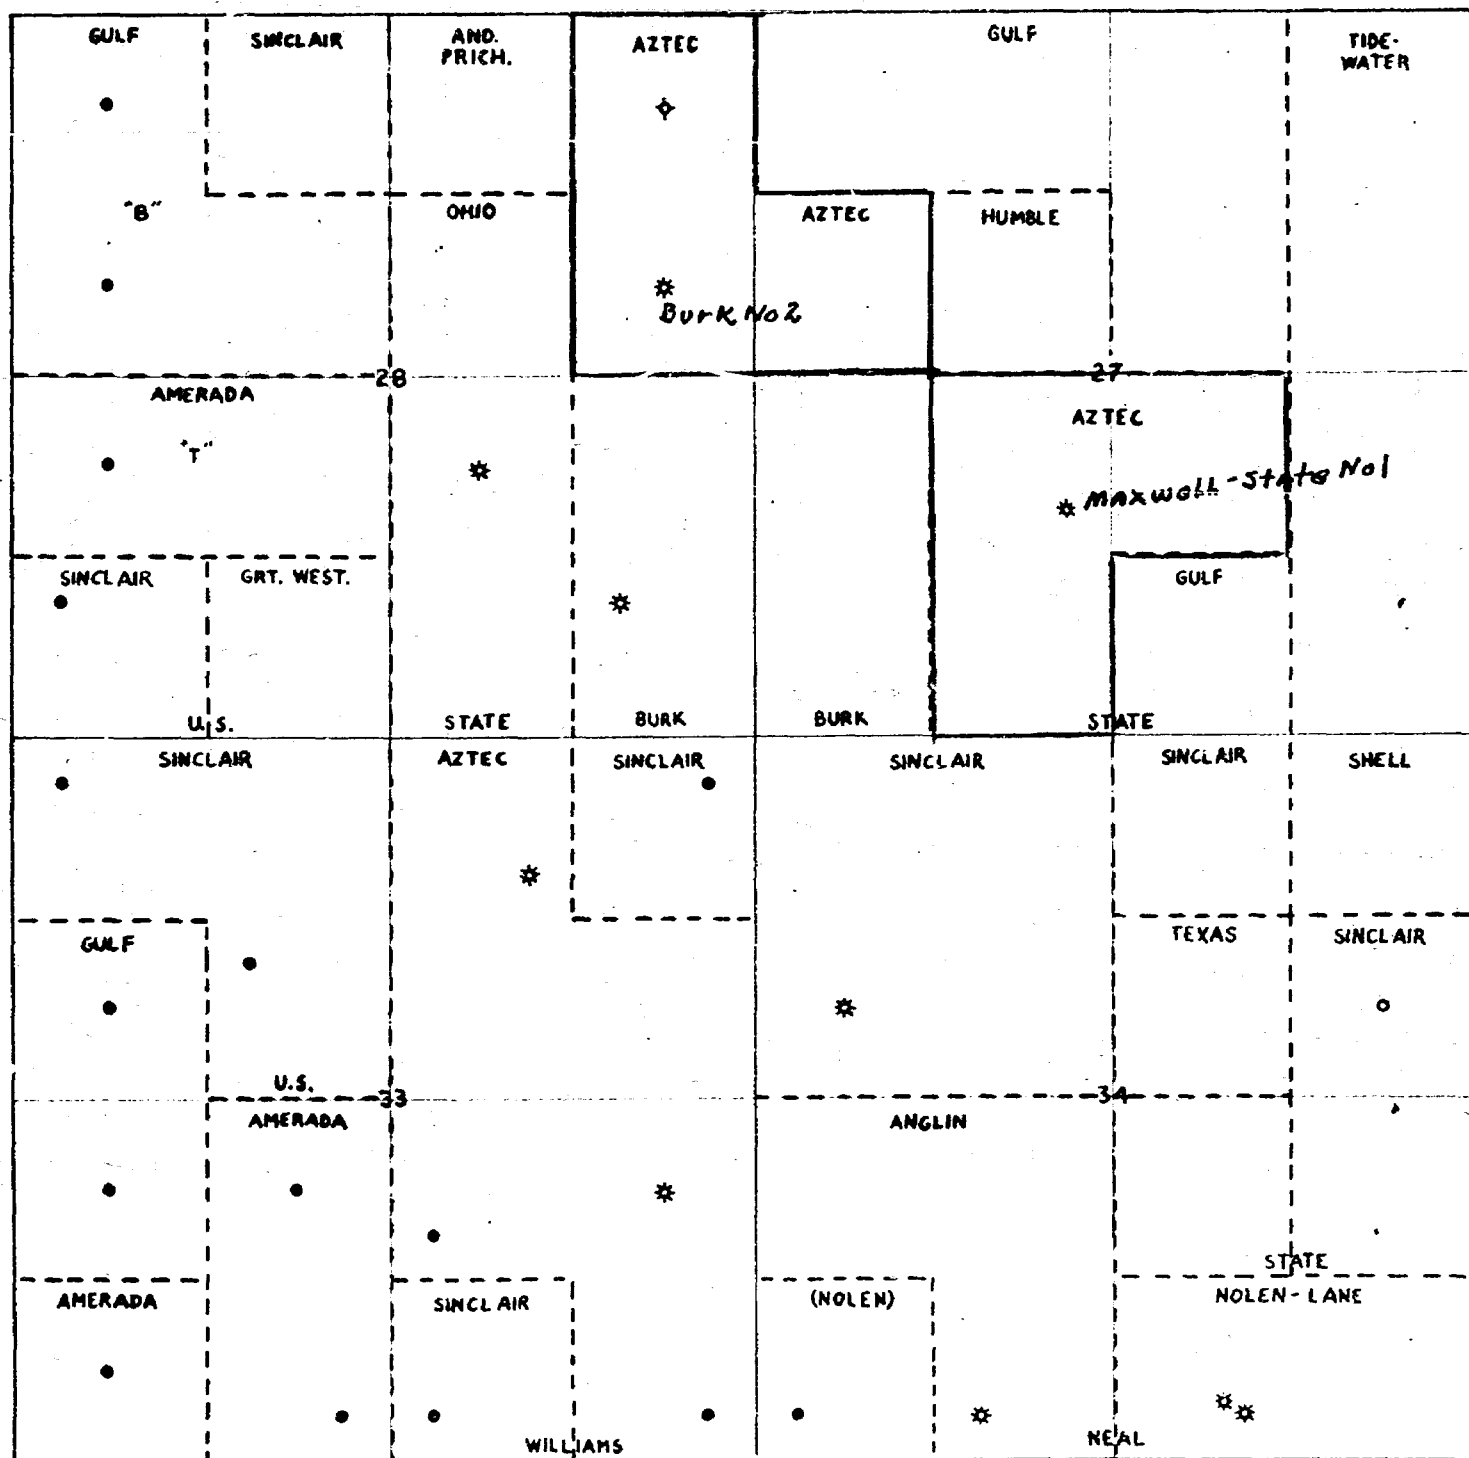 GULF
SINCLAIR
AND.
PRICH.
AZTEC
GULF
TIDE-
WATER
"B"
OHIO
AZTEC
HUMBLE
Burk No 2
28
27
AMERADA
"T"
AZTEC
Maxwell-State No 1
SINCLAIR
GRT. WEST.
GULF
U.S.
STATE
BURK
BURK
STATE
SINCLAIR
AZTEC
SINCLAIR
SINCLAIR
SINCLAIR
SHELL
GULF
TEXAS
SINCLAIR
U.S.
33
34
AMERADA
ANGLIN
STATE
AMERADA
SINCLAIR
(NOLEN)
NOLEN-LANE
WILLIAMS
NEAL